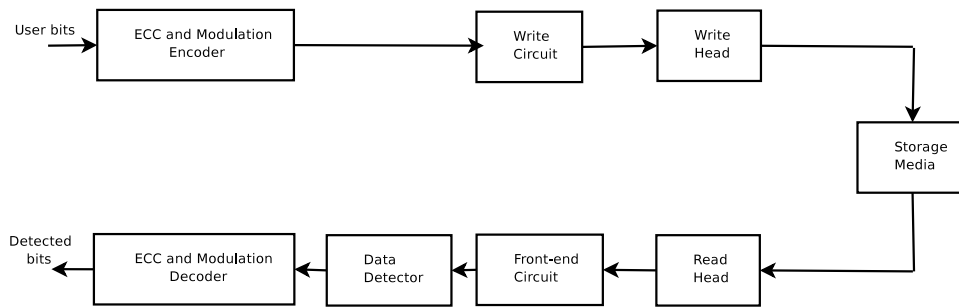 User bits
ECC and Modulation
Encoder
Write
Circuit
Write
Head
Storage
Media
Detected
bits
ECC and Modulation
Decoder
Data
Detector
Front-end
Circuit
Read
Head